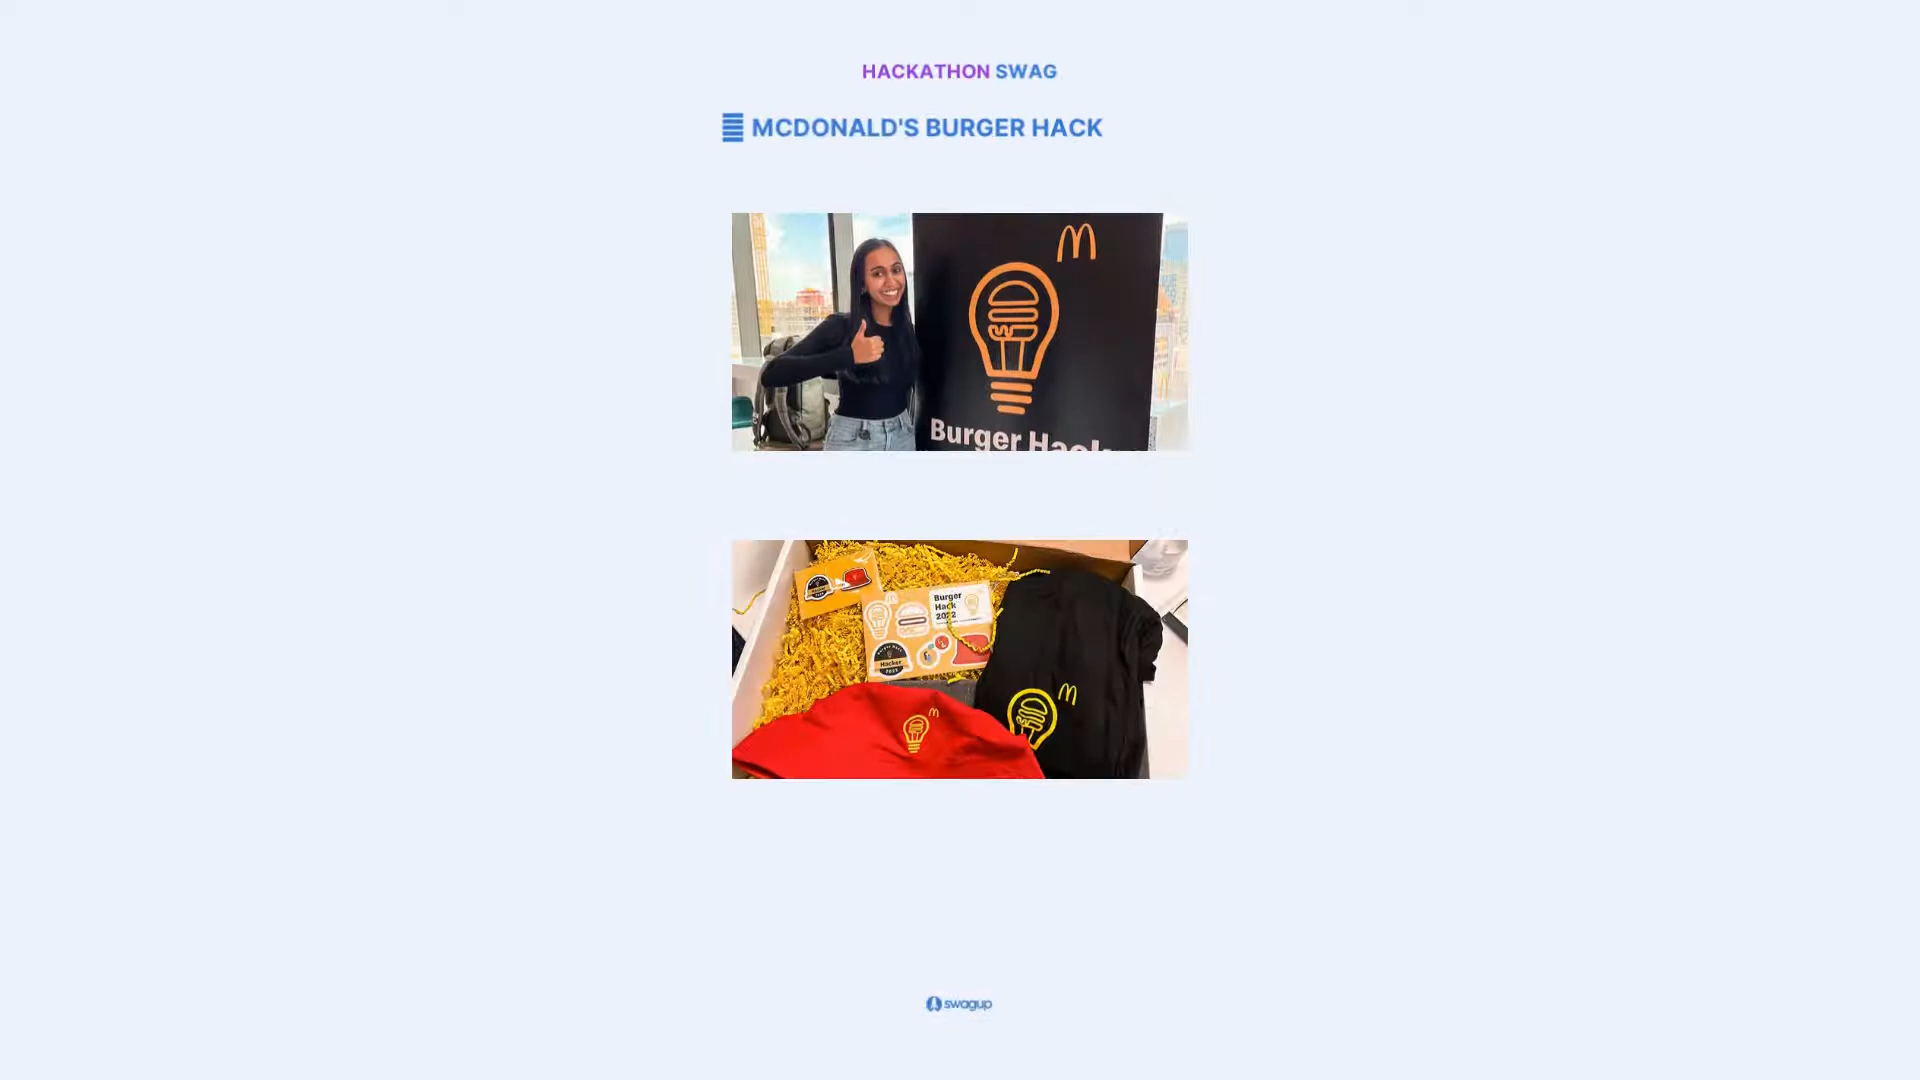 HACKATHON SWAG
MCDONALD'S BURGER HACK
Burger Hack
Burger
Hack
2022
Hacker
swagup